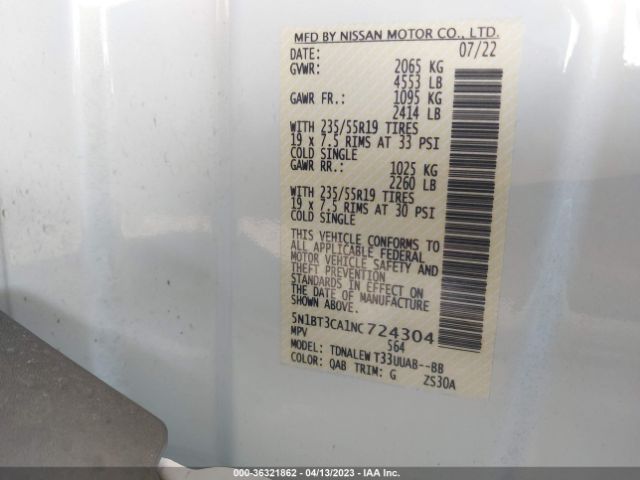 MFD BY NISSAN MOTOR CO., LTD.
DATE: 07/22
GVWR: 2065 KG
4553 LB
GAWR FR.: 1095 KG
2414 LB
WITH 235/55R19 TIRES
19 x 7.5 RIMS AT 33 PSI
COLD SINGLE
GAWR RR.: 1025 KG
2260 LB
WITH 235/55R19 TIRES
19 x 7.5 RIMS AT 30 PSI
COLD SINGLE
THIS VEHICLE CONFORMS TO
ALL APPLICABLE FEDERAL
MOTOR VEHICLE SAFETY AND
THEFT PREVENTION
STANDARDS IN EFFECT ON
THE DATE OF MANUFACTURE
SHOWN ABOVE.
5N1BT3CA1NC724304
MPV 564
MODEL: TDNALEW T33UUAB--BB
COLOR: QAB TRIM: G ZS30A
000-36321862 - 04/13/2023 - IAA Inc.